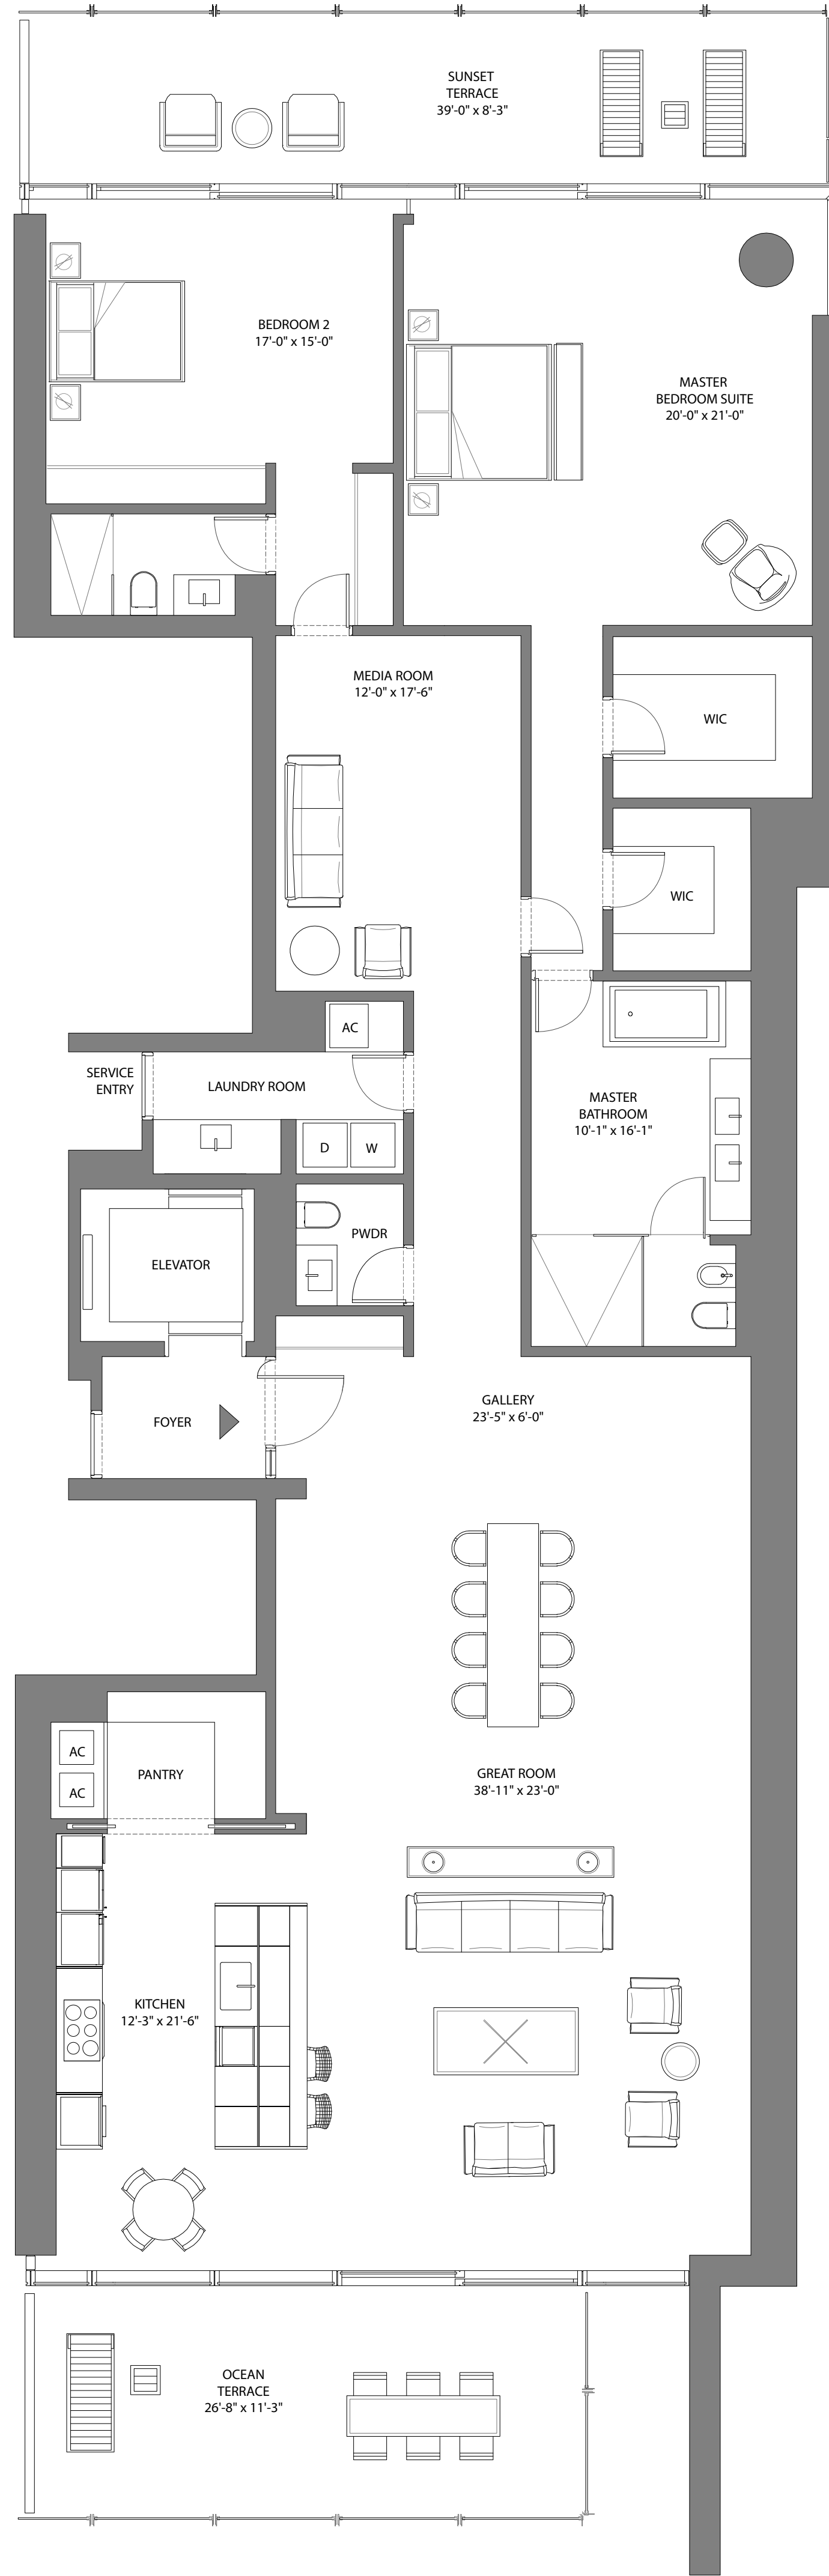 SUNSET
TERRACE
39'-0" x 8'-3"
BEDROOM 2
17'-0" x 15'-0"
MASTER
BEDROOM SUITE
20'-0" x 21'-0"
MEDIA ROOM
12'-0" x 17'-6"
WIC
WIC
AC
SERVICE
ENTRY
LAUNDRY ROOM
MASTER
BATHROOM
10'-1" x 16'-1"
D
W
PWDR
ELEVATOR
GALLERY
23'-5" x 6'-0"
FOYER
AC
AC
PANTRY
GREAT ROOM
38'-11" x 23'-0"
KITCHEN
12'-3" x 21'-6"
OCEAN
TERRACE
26'-8" x 11'-3"